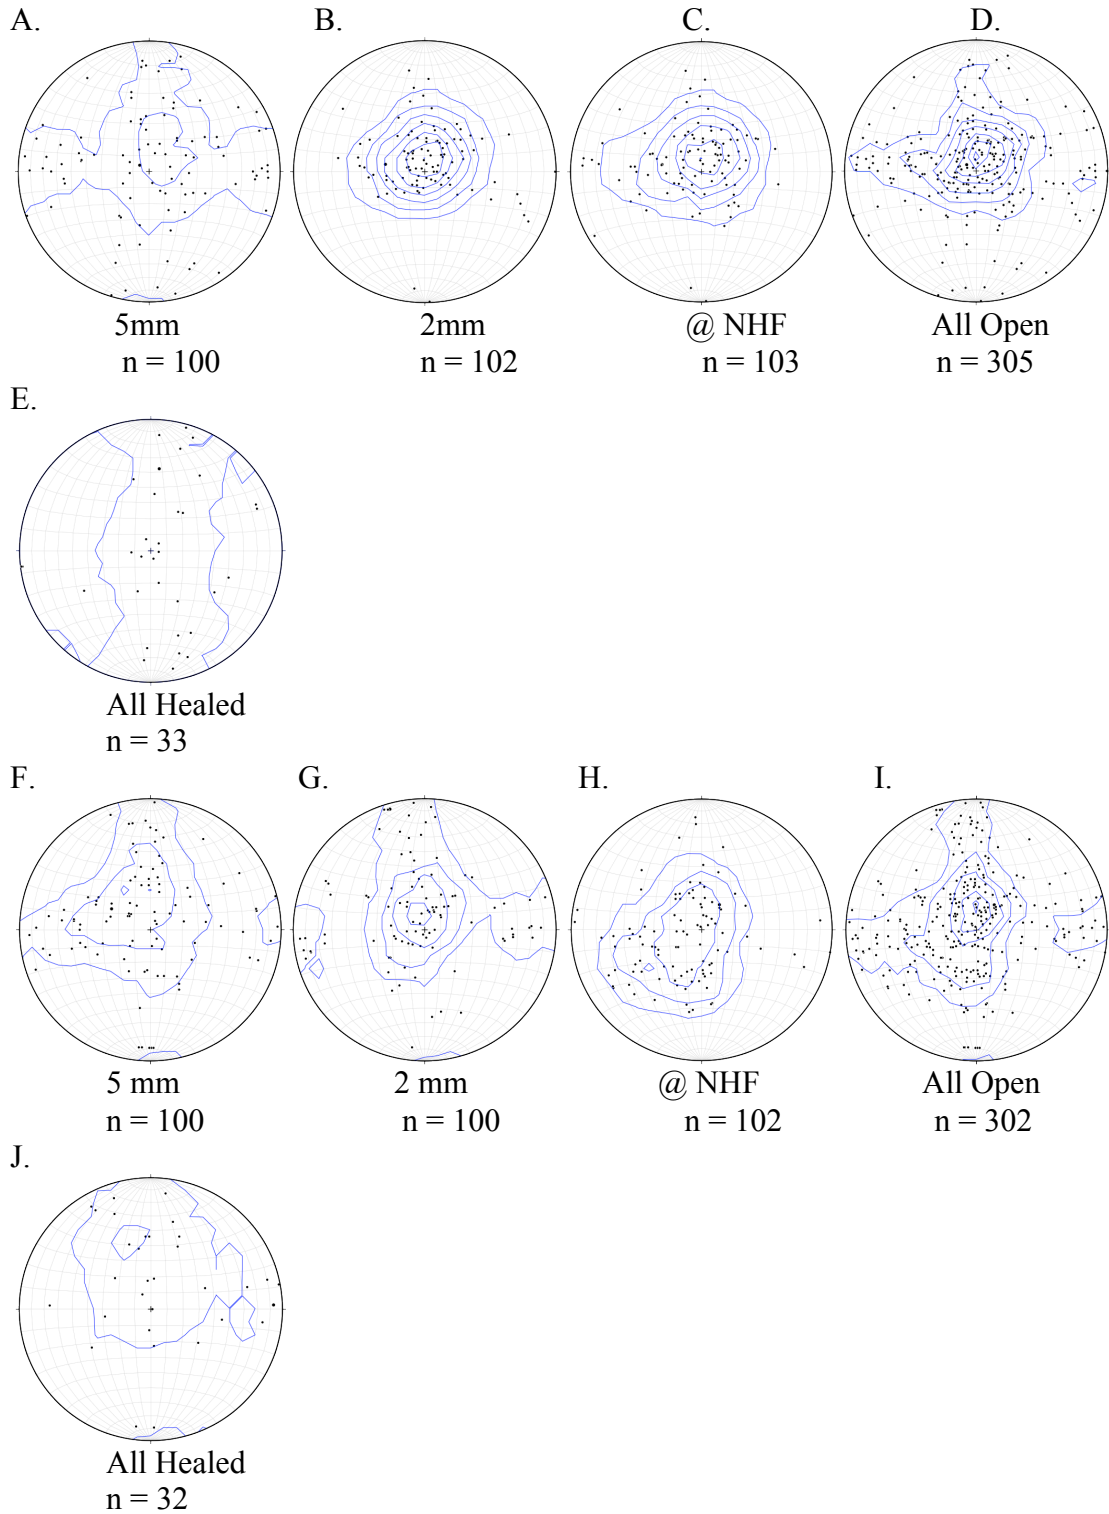 A.
B.
C.
D.
5mm
n = 100
2mm
n = 102
@ NHF
n = 103
All Open
n = 305
E.
All Healed
n = 33
F.
G.
H.
I.
5 mm
n = 100
2 mm
n = 100
@ NHF
n = 102
All Open
n = 302
J.
All Healed
n = 32